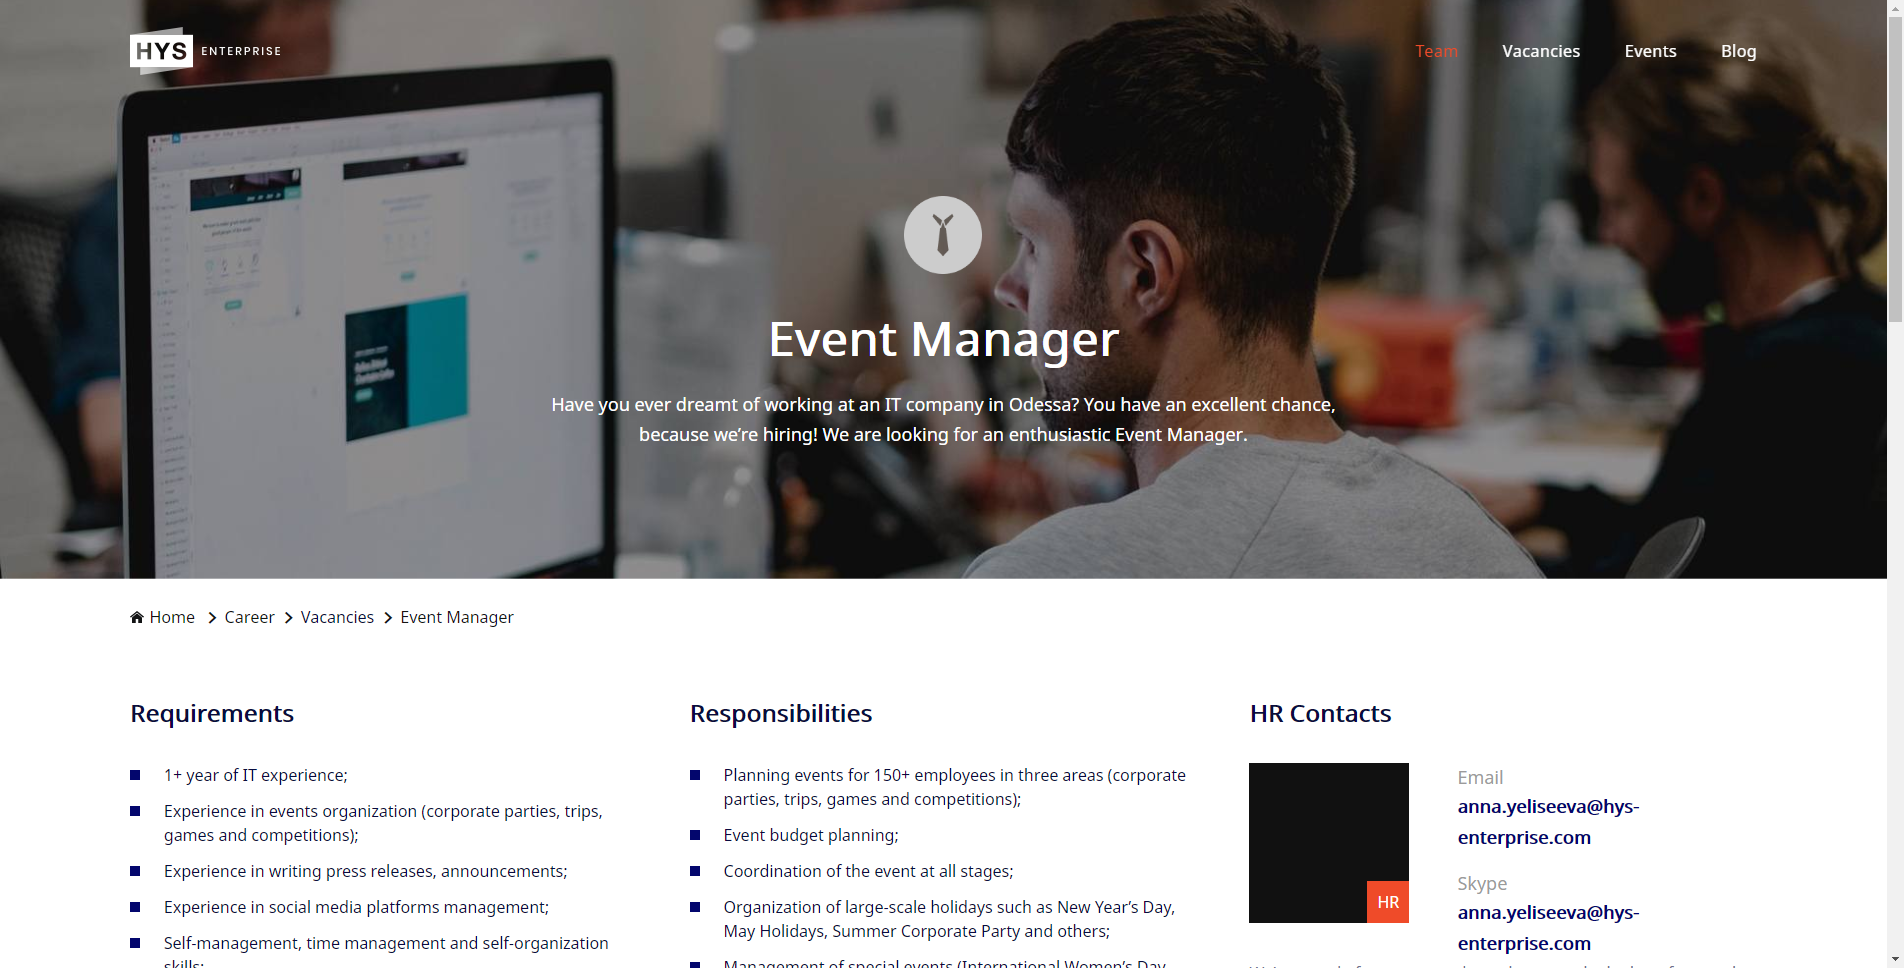 HYS ENTERPRISE
Team Vacancies Events Blog
Event Manager
Have you ever dreamt of working at an IT company in Odessa? You have an excellent chance,
because we’re hiring! We are looking for an enthusiastic Event Manager.
Home Career Vacancies Event Manager
Requirements
1+ year of IT experience;
Experience in events organization (corporate parties, trips,
games and competitions);
Experience in writing press releases, announcements;
Experience in social media platforms management;
Self-management, time management and self-organization
skills;
Responsibilities
Planning events for 150+ employees in three areas (corporate
parties, trips, games and competitions);
Event budget planning;
Coordination of the event at all stages;
Organization of large-scale holidays such as New Year’s Day,
May Holidays, Summer Corporate Party and others;
Management of special events (International Women’s Day,
HR Contacts
HR
Email
anna.yeliseeva@hys-
enterprise.com
Skype
anna.yeliseeva@hys-
enterprise.com